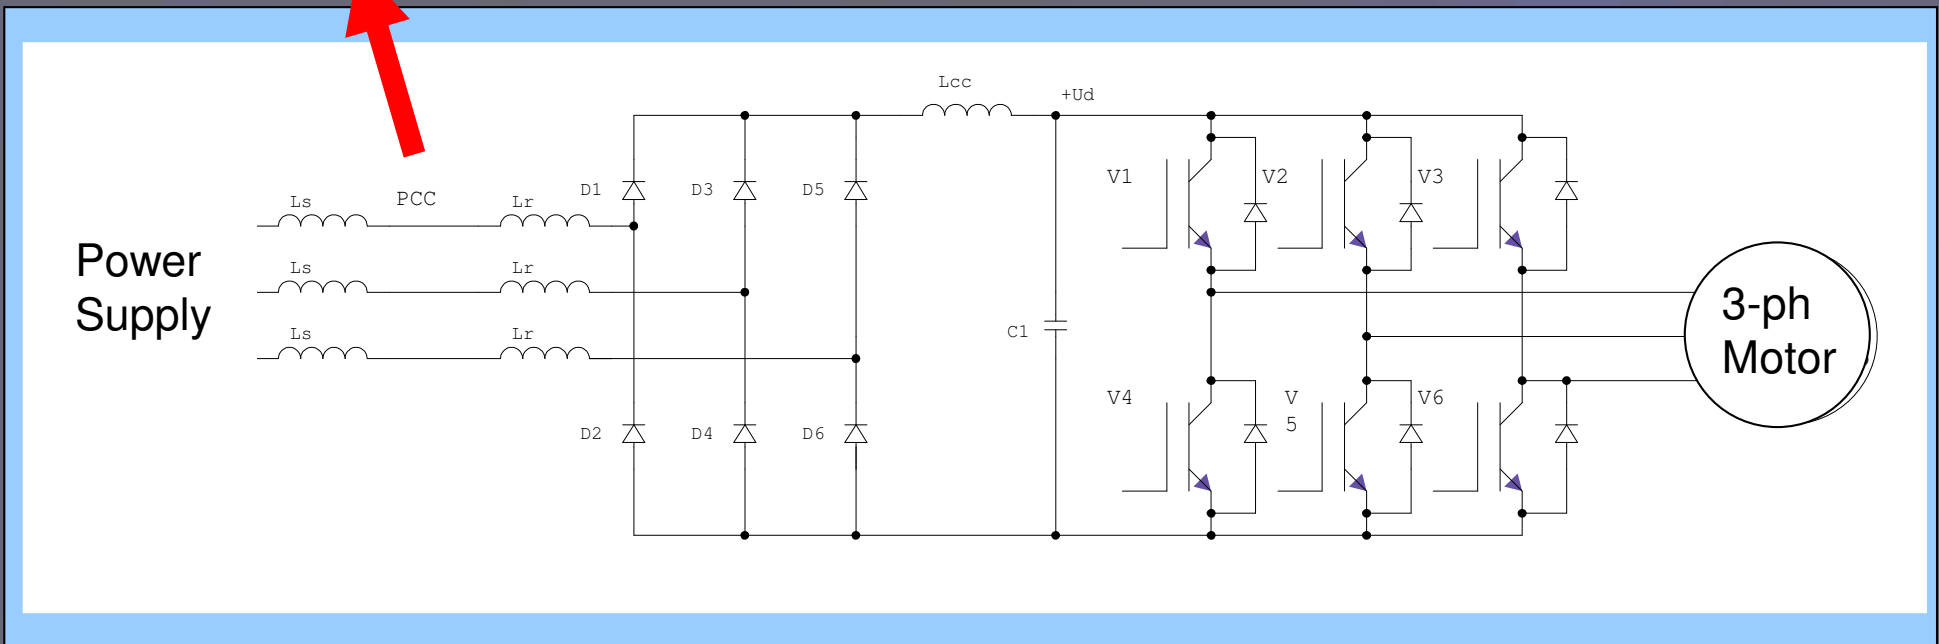 Lcc
+Ud
D1
D3
D5
V1
V2
V3
PCC
Ls
Lr
Power
Supply
Ls
Lr
Ls
Lr
C1
3-ph
Motor
V4
V
5
V6
D2
D4
D6